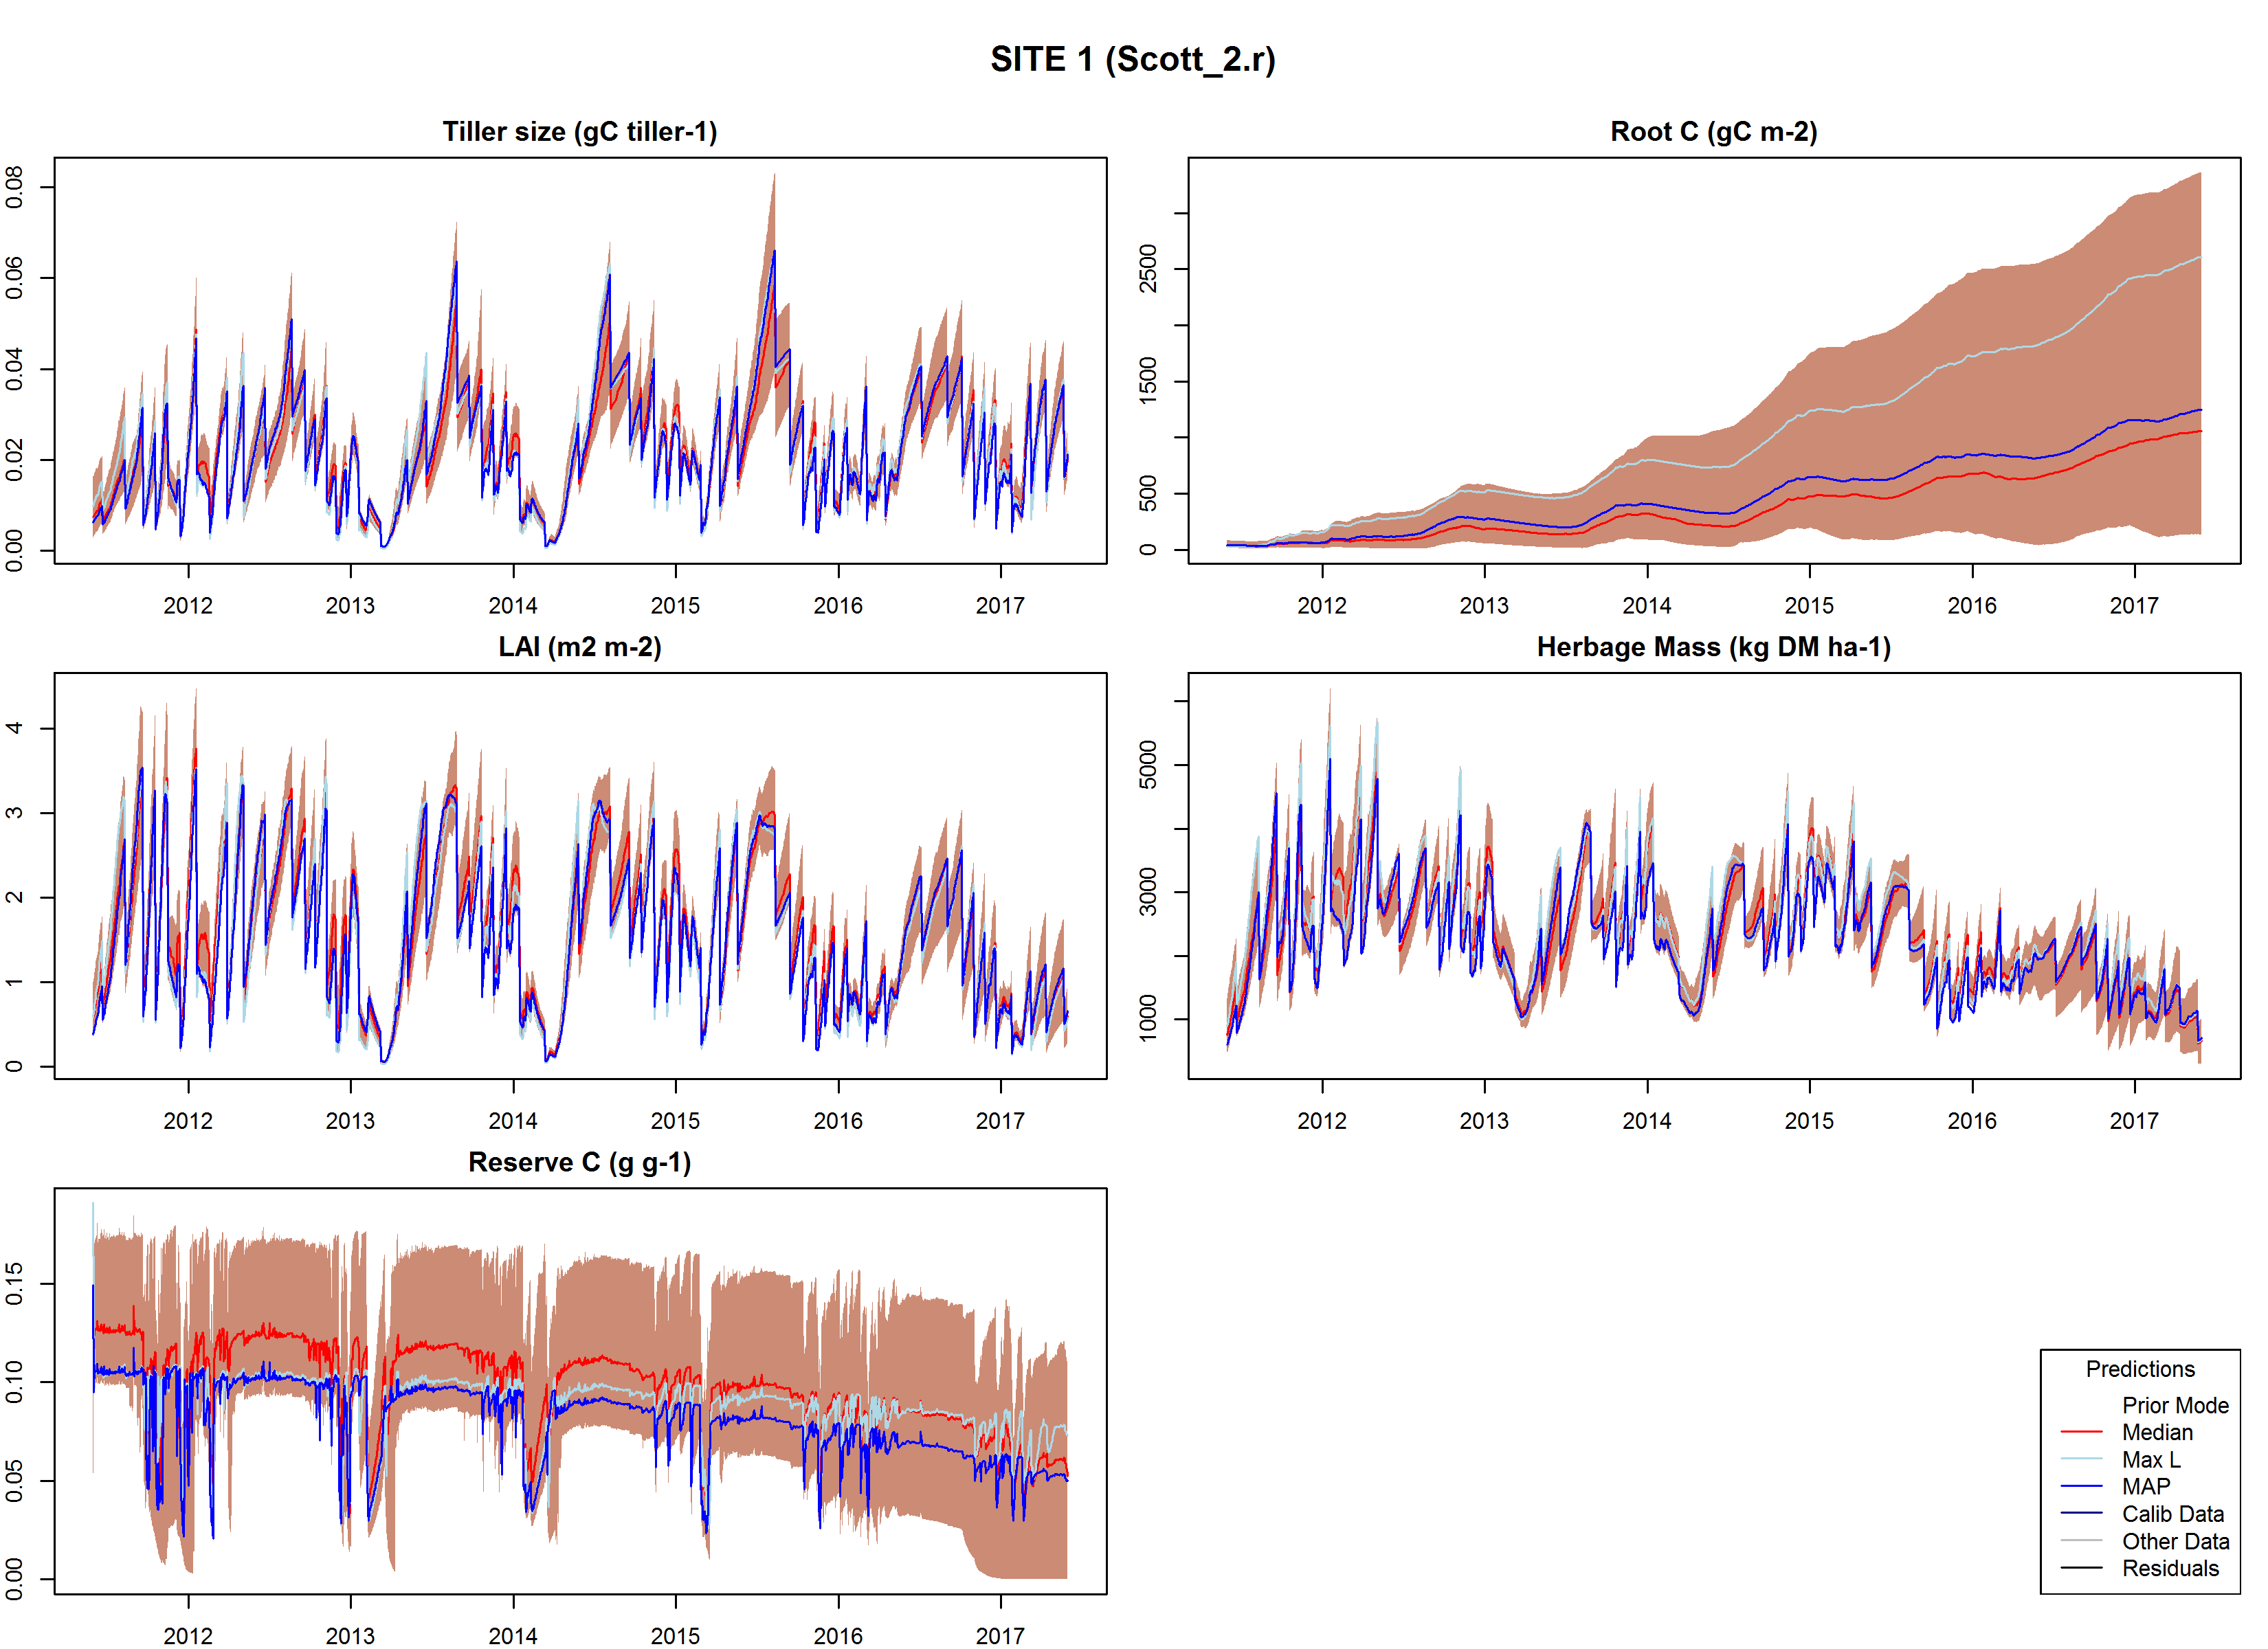 SITE 1 (Scott_2.r)
Tiller size (gC tiller-1)
0.00 0.02 0.04 0.06 0.08
2012 2013 2014 2015 2016 2017
Root C (gC m-2)
0 500 1500 2500
2012 2013 2014 2015 2016 2017
LAI (m2 m-2)
0 1 2 3 4
2012 2013 2014 2015 2016 2017
Herbage Mass (kg DM ha-1)
1000 3000 5000
2012 2013 2014 2015 2016 2017
Reserve C (g g-1)
0.00 0.05 0.10 0.15
2012 2013 2014 2015 2016 2017
Predictions
Prior Mode
Median
Max L
MAP
Calib Data
Other Data
Residuals